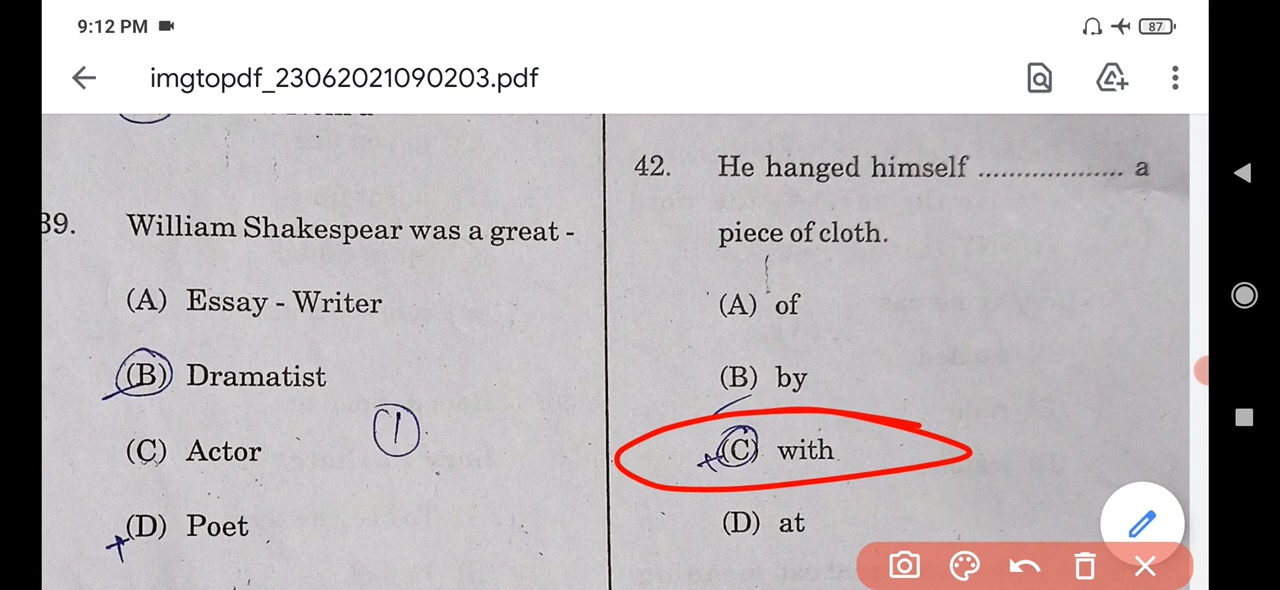 9:12 PM
87
imgtopdf_23062021090203.pdf
39.
William Shakespear was a great -
(A) Essay - Writer
(B) Dramatist
(C) Actor
(D) Poet
1
42.
He hanged himself ................... a
piece of cloth.
(A) of
(B) by
(C) with
(D) at